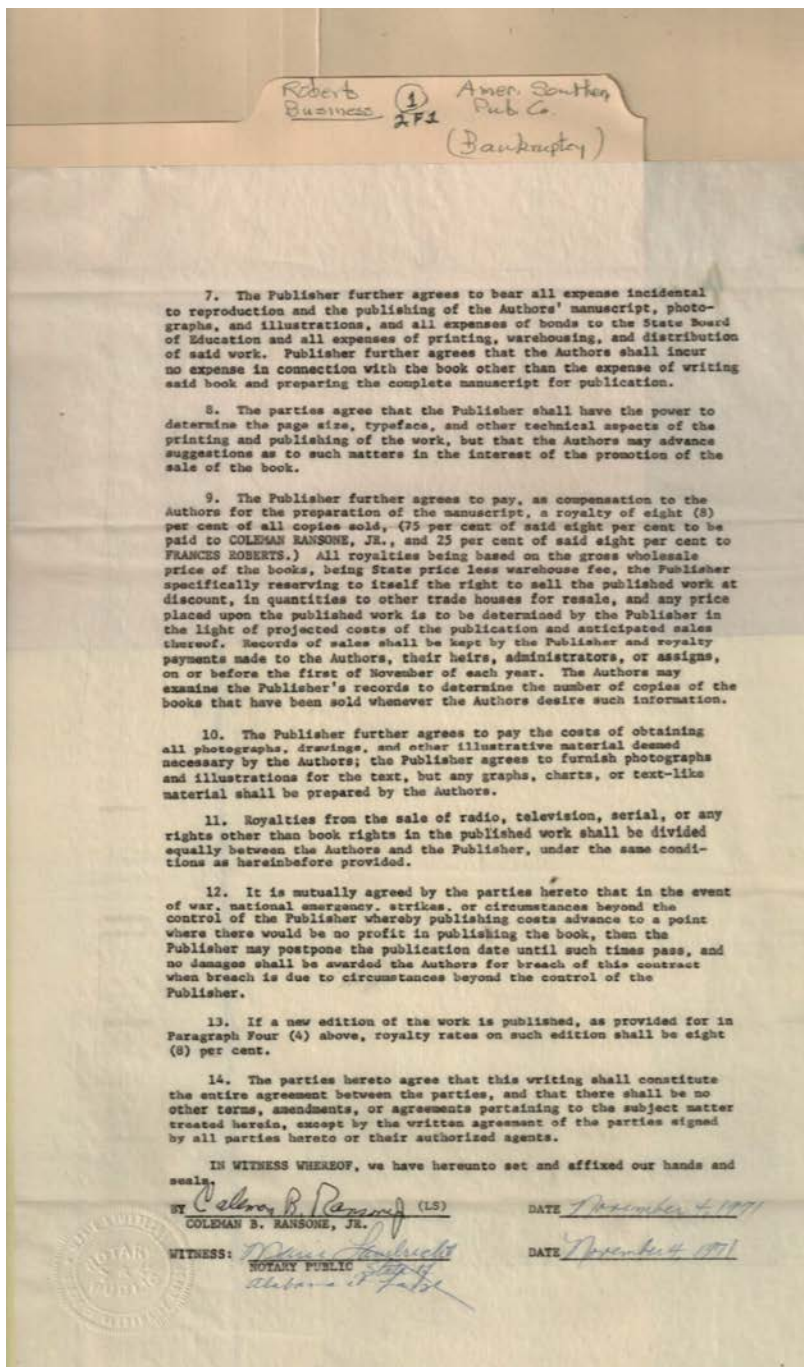 Roberts
Business
1
2F1
Amer. Southern
Pub Co.
(Bankruptcy)
7. The Publisher further agrees to bear all expense incidental
to reproduction and the publishing of the Authors' manuscript, photo-
graphs, and illustrations, and all expenses of bonds to the State Board
of Education and all expenses of printing, warehousing, and distribution
of said work. Publisher further agrees that the Authors shall incur
no expense in connection with the book other than the expense of writing
said book and preparing the complete manuscript for publication.
8. The parties agree that the Publisher shall have the power to
determine the page size, typeface, and other technical aspects of the
printing and publishing of the work, but that the Authors may advance
suggestions as to such matters in the interest of the promotion of the
sale of the book.
9. The Publisher further agrees to pay, as compensation to the
Authors for the preparation of the manuscript, a royalty of eight (8)
per cent of all copies sold, (75 per cent of said eight per cent to be
paid to COLEMAN RANSONE, JR., and 25 per cent of said eight per cent to
FRANCES ROBERTS.) All royalties being based on the gross wholesale
price of the books, being State price less warehouse fee, the Publisher
specifically reserving to itself the right to sell the published work at
discount, in quantities to other trade houses for resale, and any price
placed upon the published work is to be determined by the Publisher in
the light of projected costs of the publication and anticipated sales
thereof. Records of sales shall be kept by the Publisher and royalty
payments made to the Authors, their heirs, administrators, or assigns,
on or before the first of November of each year. The Authors may
examine the Publisher's records to determine the number of copies of the
books that have been sold whenever the Authors desire such information.
10. The Publisher further agrees to pay the costs of obtaining
all photographs, drawings, and other illustrative material deemed
necessary by the Authors; the Publisher agrees to furnish photographs
and illustrations for the text, but any graphs, charts, or text-like
material shall be prepared by the Authors.
11. Royalties from the sale of radio, television, serial, or any
rights other than book rights in the published work shall be divided
equally between the Authors and the Publisher, under the same condi-
tions as hereinbefore provided.
12. It is mutually agreed by the parties hereto that in the event
of war, national emergency, strikes, or circumstances beyond the
control of the Publisher whereby publishing costs advance to a point
where there would be no profit in publishing the book, then the
Publisher may postpone the publication date until such times pass, and
no damages shall be awarded the Authors for breach of this contract
when breach is due to circumstances beyond the control of the
Publisher.
13. If a new edition of the work is published, as provided for in
Paragraph Four (4) above, royalty rates on such edition shall be eight
(8) per cent.
14. The parties hereto agree that this writing shall constitute
the entire agreement between the parties, and that there shall be no
other terms, amendments, or agreements pertaining to the subject matter
treated herein, except by the written agreement of the parties signed
by all parties hereto or their authorized agents.
IN WITNESS WHEREOF, we have hereunto set and affixed our hands and
seals.
BY Coleman B. Ransone Jr (LS) DATE November 4, 1971
COLEMAN B. RANSONE, JR.
WITNESS: DATE November 4, 1971
NOTARY PUBLIC State of
Alabama at Large
NOTARY
PUBLIC